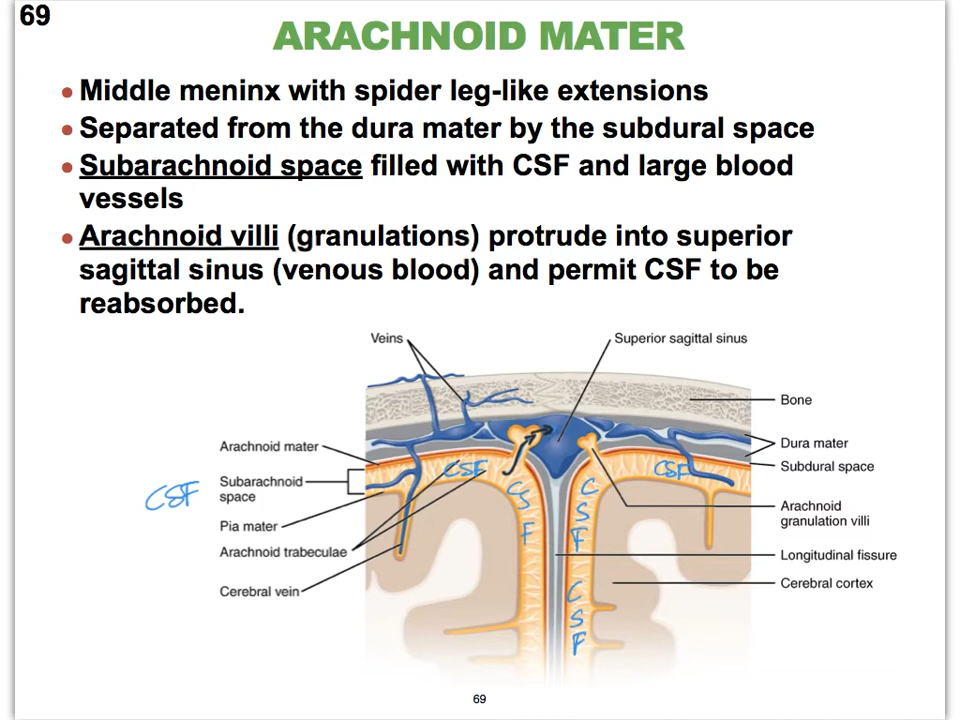 69
ARACHNOID MATER
• Middle meninx with spider leg-like extensions
• Separated from the dura mater by the subdural space
• Subarachnoid space filled with CSF and large blood
vessels
• Arachnoid villi (granulations) protrude into superior
sagittal sinus (venous blood) and permit CSF to be
reabsorbed.
Veins
Superior sagittal sinus
Bone
Arachnoid mater
Dura mater
Subdural space
CSF
CSF
Subarachnoid
space
CSF
CSF
CSF
Arachnoid
granulation villi
Pia mater
Arachnoid trabeculae
Longitudinal fissure
Cerebral vein
Cerebral cortex
CSF
69